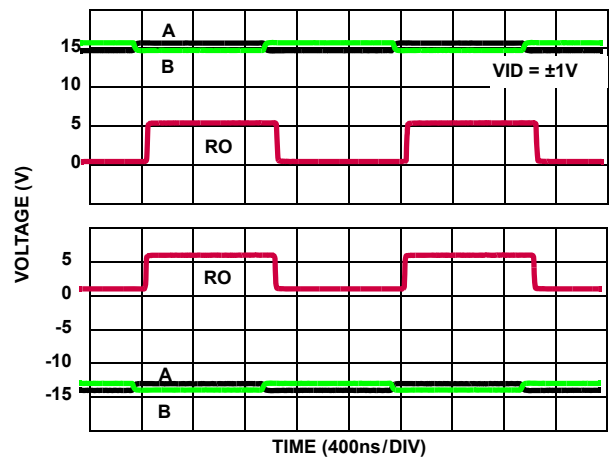 15
A
B
VID = ±1V
10
5
RO
0
VOLTAGE (V)
5
RO
0
-5
-10
A
-15
B
TIME (400ns/DIV)